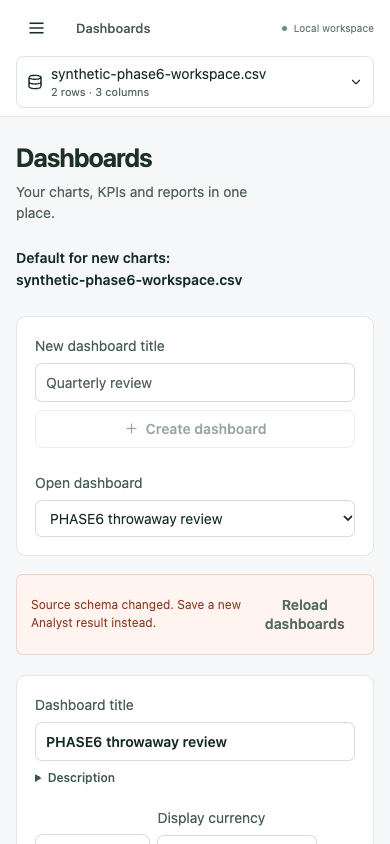 Dashboards
Local workspace
synthetic-phase6-workspace.csv
2 rows · 3 columns
Dashboards
Your charts, KPIs and reports in one
place.
Default for new charts:
synthetic-phase6-workspace.csv
New dashboard title
Quarterly review
+ Create dashboard
Open dashboard
PHASE6 throwaway review
Source schema changed. Save a new
Analyst result instead.
Reload
dashboards
Dashboard title
PHASE6 throwaway review
Description
Display currency